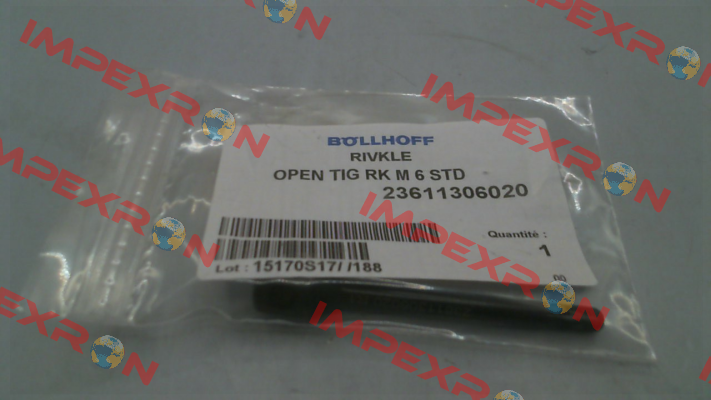 BÖLLHOFF
RIVKLE
OPEN TIG RK M 6 STD
23611306020
Quantité :
1
Lot : 15170S17/ /188
00
IMPEXRON
IMPEXRON
IMPEXRON
IMPEXRON
IMPEXRON
IMPEXRON